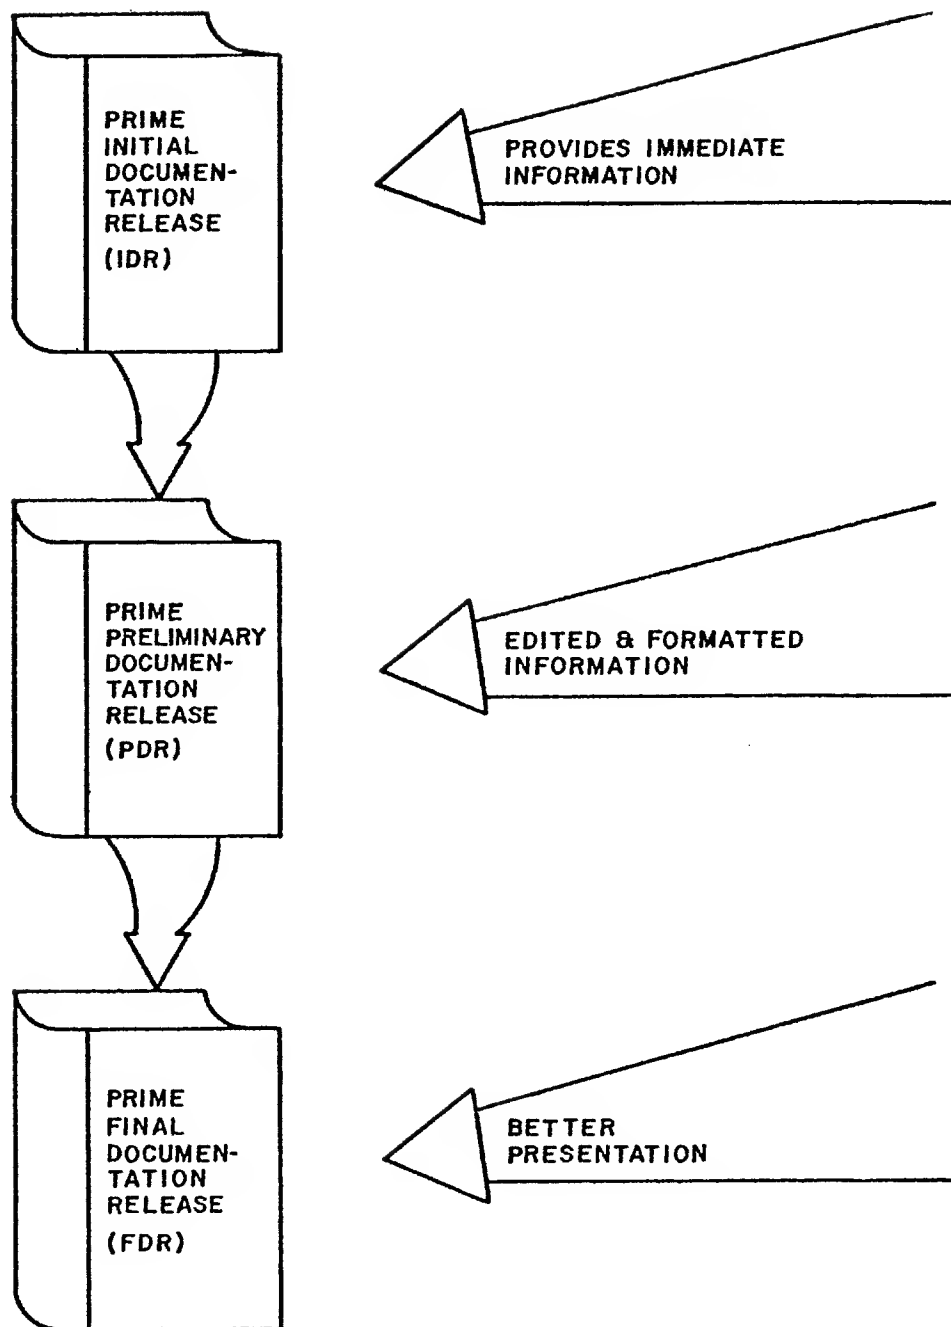 PRIME
INITIAL
DOCUMEN-
TATION
RELEASE
(IDR)
PROVIDES IMMEDIATE
INFORMATION
PRIME
PRELIMINARY
DOCUMEN-
TATION
RELEASE
(PDR)
EDITED & FORMATTED
INFORMATION
PRIME
FINAL
DOCUMEN-
TATION
RELEASE
(FDR)
BETTER
PRESENTATION